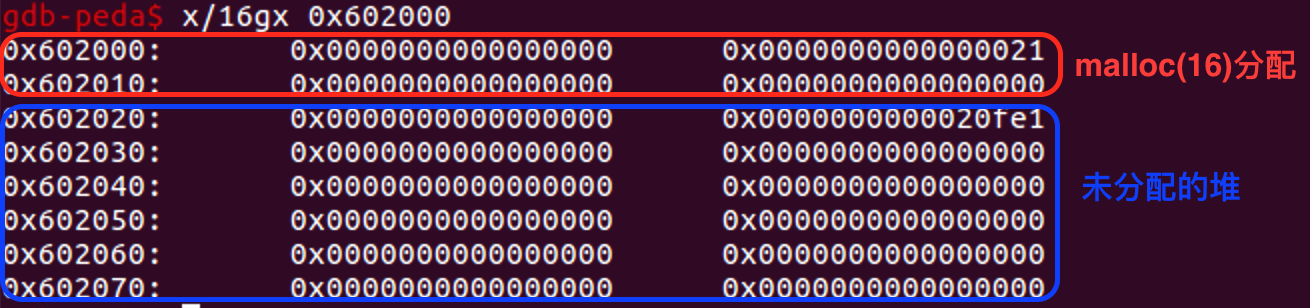 gdb-peda$ x/16gx 0x602000
0x602000: 0x0000000000000000 0x0000000000000021
malloc(16)分配
0x602010: 0x0000000000000000 0x0000000000000000
0x602020: 0x0000000000000000 0x0000000000020fe1
0x602030: 0x0000000000000000 0x0000000000000000
0x602040: 0x0000000000000000 0x0000000000000000
未分配的堆
0x602050: 0x0000000000000000 0x0000000000000000
0x602060: 0x0000000000000000 0x0000000000000000
0x602070: 0x0000000000000000 0x0000000000000000